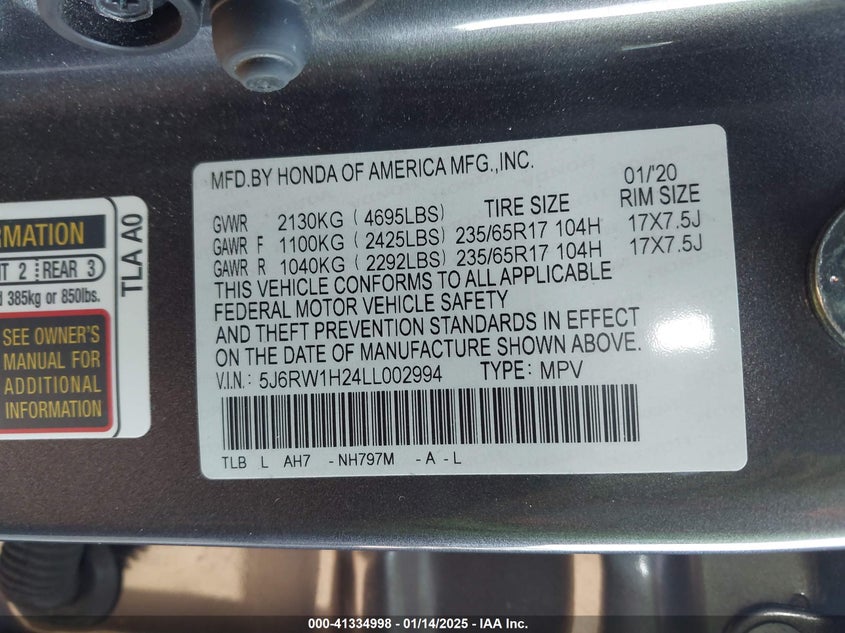 MFD.BY HONDA OF AMERICA MFG.,INC.
01/'20
GVWR 2130KG (4695LBS) TIRE SIZE RIM SIZE
GAWR F 1100KG (2425LBS) 235/65R17 104H 17X7.5J
GAWR R 1040KG (2292LBS) 235/65R17 104H 17X7.5J
THIS VEHICLE CONFORMS TO ALL APPLICABLE
FEDERAL MOTOR VEHICLE SAFETY
AND THEFT PREVENTION STANDARDS IN EFFECT
ON THE DATE OF MANUFACTURE SHOWN ABOVE.
V.I.N: 5J6RW1H24LL002994 TYPE: MPV
TLB L AH7 -NH797M -A-L
2 REAR 3
385kg or 850lbs.
SEE OWNER'S
MANUAL FOR
ADDITIONAL
INFORMATION
TLA A0
000-41334998 - 01/14/2025 - IAA Inc.